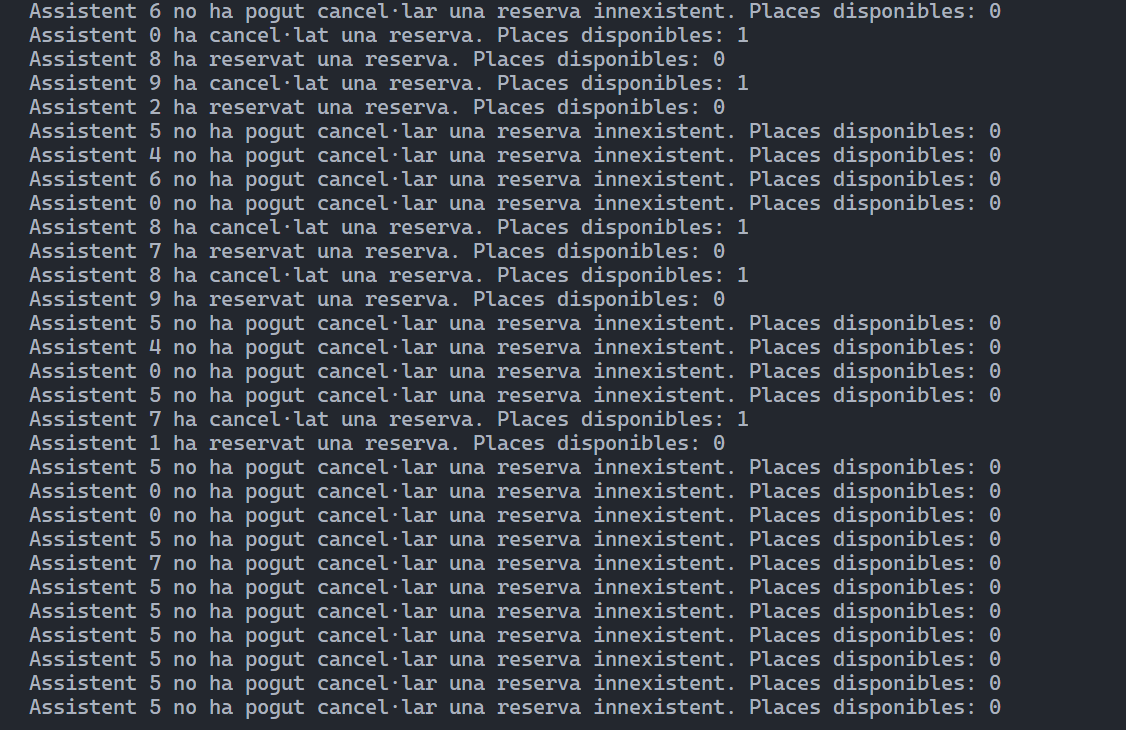 Assistent 6 no ha pogut cancel·lar una reserva innexistent. Places disponibles: 0
Assistent 0 ha cancel·lat una reserva. Places disponibles: 1
Assistent 8 ha reservat una reserva. Places disponibles: 0
Assistent 9 ha cancel·lat una reserva. Places disponibles: 1
Assistent 2 ha reservat una reserva. Places disponibles: 0
Assistent 5 no ha pogut cancel·lar una reserva innexistent. Places disponibles: 0
Assistent 4 no ha pogut cancel·lar una reserva innexistent. Places disponibles: 0
Assistent 6 no ha pogut cancel·lar una reserva innexistent. Places disponibles: 0
Assistent 0 no ha pogut cancel·lar una reserva innexistent. Places disponibles: 0
Assistent 8 ha cancel·lat una reserva. Places disponibles: 1
Assistent 7 ha reservat una reserva. Places disponibles: 0
Assistent 8 ha cancel·lat una reserva. Places disponibles: 1
Assistent 9 ha reservat una reserva. Places disponibles: 0
Assistent 5 no ha pogut cancel·lar una reserva innexistent. Places disponibles: 0
Assistent 4 no ha pogut cancel·lar una reserva innexistent. Places disponibles: 0
Assistent 0 no ha pogut cancel·lar una reserva innexistent. Places disponibles: 0
Assistent 5 no ha pogut cancel·lar una reserva innexistent. Places disponibles: 0
Assistent 7 ha cancel·lat una reserva. Places disponibles: 1
Assistent 1 ha reservat una reserva. Places disponibles: 0
Assistent 5 no ha pogut cancel·lar una reserva innexistent. Places disponibles: 0
Assistent 0 no ha pogut cancel·lar una reserva innexistent. Places disponibles: 0
Assistent 0 no ha pogut cancel·lar una reserva innexistent. Places disponibles: 0
Assistent 5 no ha pogut cancel·lar una reserva innexistent. Places disponibles: 0
Assistent 7 no ha pogut cancel·lar una reserva innexistent. Places disponibles: 0
Assistent 5 no ha pogut cancel·lar una reserva innexistent. Places disponibles: 0
Assistent 5 no ha pogut cancel·lar una reserva innexistent. Places disponibles: 0
Assistent 5 no ha pogut cancel·lar una reserva innexistent. Places disponibles: 0
Assistent 5 no ha pogut cancel·lar una reserva innexistent. Places disponibles: 0
Assistent 5 no ha pogut cancel·lar una reserva innexistent. Places disponibles: 0
Assistent 5 no ha pogut cancel·lar una reserva innexistent. Places disponibles: 0